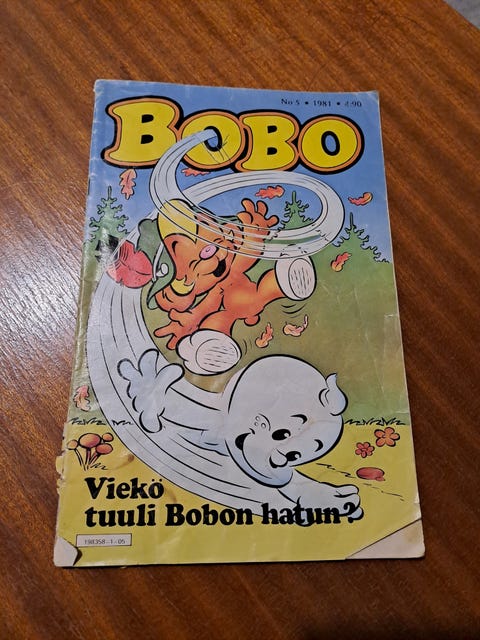 No 5 • 1981 • 4:90
BOBO
Viekö
tuuli Bobon hatun?
198358-1-05